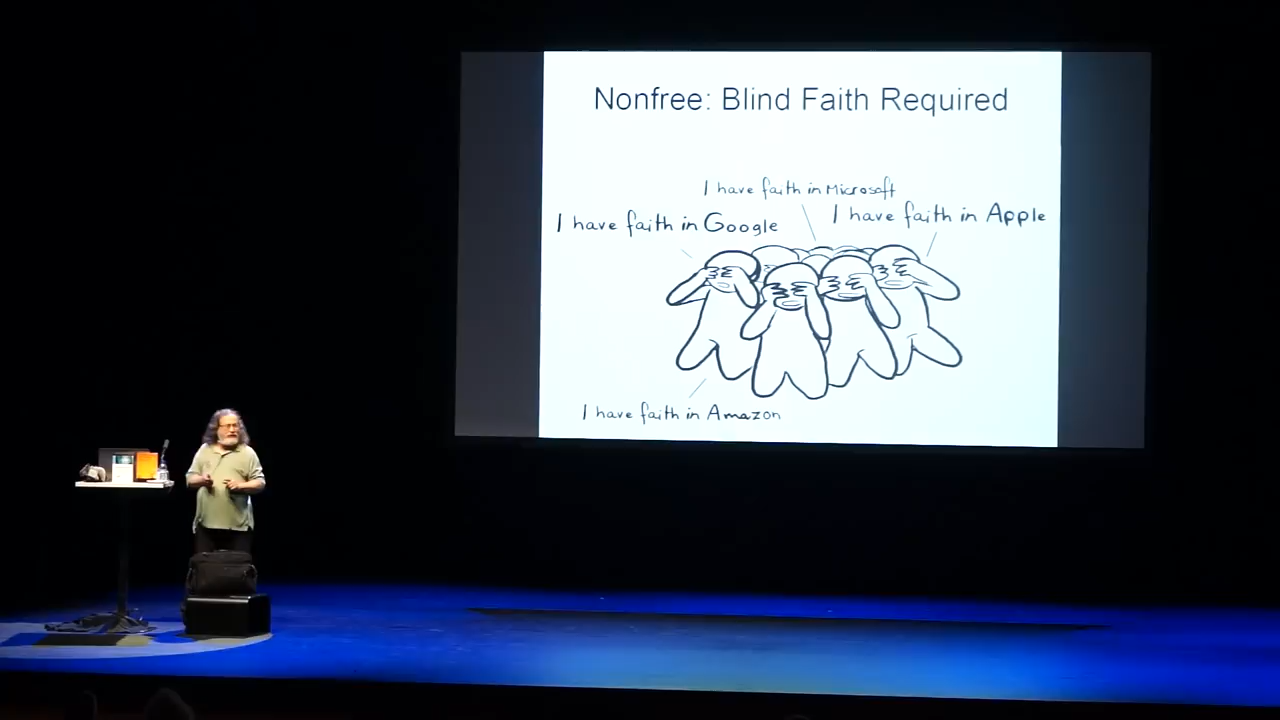 Nonfree: Blind Faith Required
I have faith in Microsoft
I have faith in Google
I have faith in Apple
I have faith in Amazon